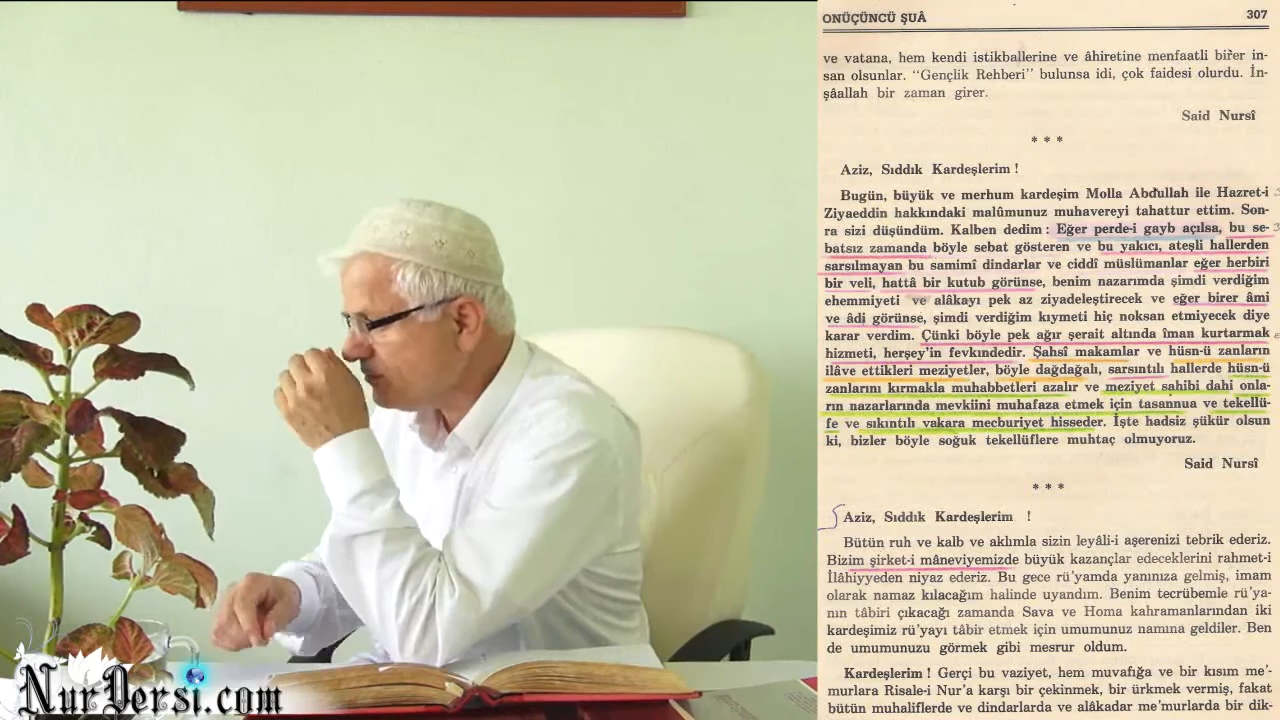 ONÜÇÜNCÜ ŞUÂ 307
ve vatana, hem kendi istikballerine ve âhiretine menfaatli birer in-
san olsunlar. "Gençlik Rehberi" bulunsa idi, çok faidesi olurdu. İn-
şâallah bir zaman girer.
Said Nursî
* * *
Aziz, Sıddık Kardeşlerim !
Bugün, büyük ve merhum kardeşim Molla Abdullah ile Hazret-i
Ziyaeddin hakkındaki malûmunuz muhavereyi tahattur ettim. Son-
ra sizi düşündüm. Kalben dedim : Eğer perde-i gayb açılsa, bu se-
batsız zamanda böyle sebat gösteren ve bu yakıcı, ateşli hallerden
sarsılmayan bu samimî dindarlar ve ciddî müslümanlar eğer herbiri
bir veli, hattâ bir kutub görünse, benim nazarımda şimdi verdiğim
ehemmiyeti ve alâkayı pek az ziyadeleştirecek ve eğer birer âmi
ve âdi görünse, şimdi verdiğim kıymeti hiç noksan etmiyecek diye
karar verdim. Çünki böyle pek ağır şerait altında îman kurtarmak
hizmeti, herşey'in fevkındedir. Şahsî makamlar ve hüsn-ü zanların
ilâve ettikleri meziyetler, böyle dağdağalı, sarsıntılı hallerde hüsn-ü
zanlarını kırmakla muhabbetleri azalır ve meziyet sahibi dahi onla-
rın nazarlarında mevkiini muhafaza etmek için tasannua ve tekellü-
fe ve sıkıntılı vakara mecburiyet hisseder. İşte hadsiz şükür olsun
ki, bizler böyle soğuk tekellüflere muhtaç olmuyoruz.
Said Nursî
* * *
Aziz, Sıddık Kardeşlerim !
Bütün ruh ve kalb ve aklımla sizin leyâli-i aşerenizi tebrik ederiz.
Bizim şirket-i mâneviyemizde büyük kazançlar edeceklerini rahmet-i
İlâhiyyeden niyaz ederiz. Bu gece rü'yamda yanınıza gelmiş, imam
olarak namaz kılacağım halinde uyandım. Benim tecrübemle rü'ya-
nın tâbiri çıkacağı zamanda Sava ve Homa kahramanlarından iki
kardeşimiz rü'yayı tâbir etmek için umumunuz namına geldiler. Ben
de umumunuzu görmek gibi mesrur oldum.
Kardeşlerim ! Gerçi bu vaziyet, hem muvafığa ve bir kısım me'-
murlara Risale-i Nur'a karşı bir çekinmek, bir ürkmek vermiş, fakat
bütün muhaliflerde ve dindarlarda ve alâkadar me'murlarda bir dik-
NurDersi.com